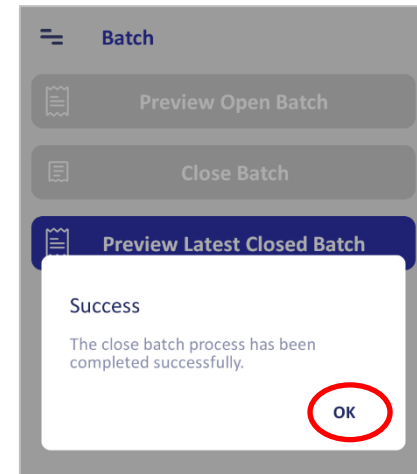 Batch
Preview Open Batch
Close Batch
Preview Latest Closed Batch
Success
The close batch process has been
completed successfully.
OK